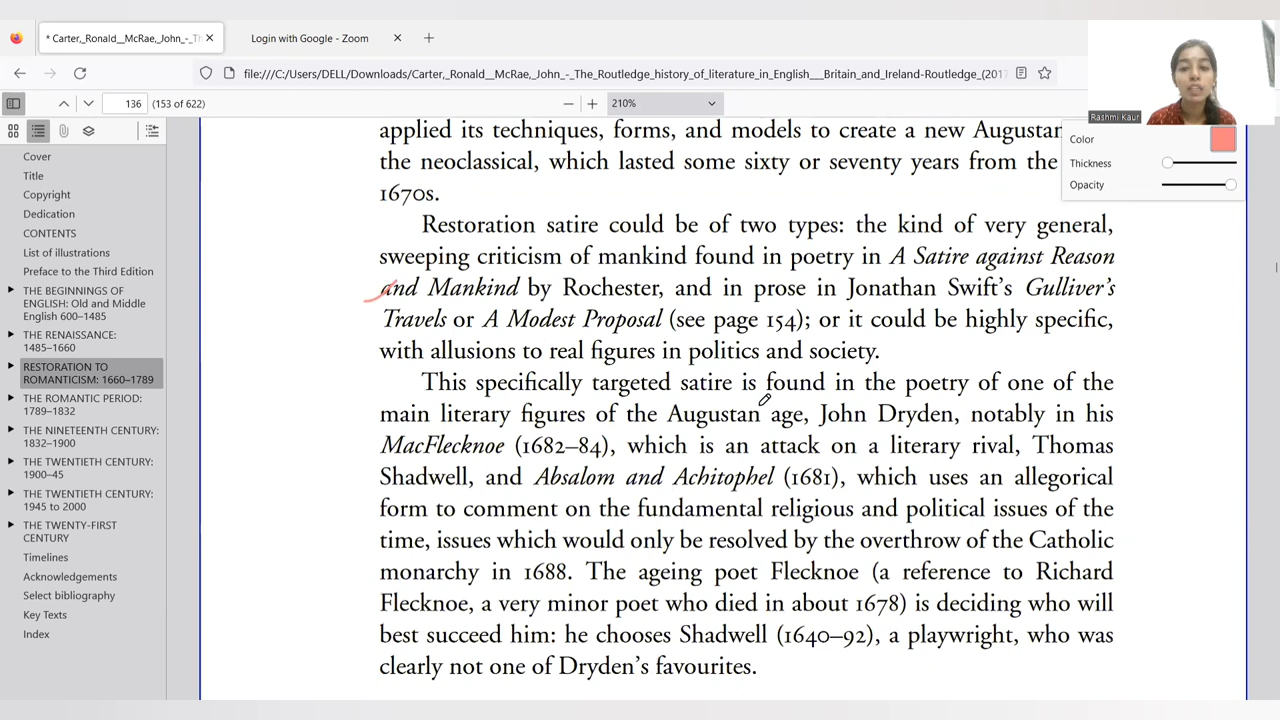 * Carter,_Ronald__McRae,_John_-_Th
Login with Google - Zoom
file:///C:/Users/DELL/Downloads/Carter,_Ronald__McRae,_John_-_The_Routledge_history_of_literature_in_English___Britain_and_Ireland-Routledge_(2017
136 (153 of 622)
210%
Rashmi Kaur
Color
Thickness
Opacity
Cover
Title
Copyright
Dedication
CONTENTS
List of illustrations
Preface to the Third Edition
THE BEGINNINGS OF
ENGLISH: Old and Middle
English 600–1485
THE RENAISSANCE:
1485–1660
RESTORATION TO
ROMANTICISM: 1660–1789
THE ROMANTIC PERIOD:
1789–1832
THE NINETEENTH CENTURY:
1832–1900
THE TWENTIETH CENTURY:
1900–45
THE TWENTIETH CENTURY:
1945 to 2000
THE TWENTY-FIRST
CENTURY
Timelines
Acknowledgements
Select bibliography
Key Texts
Index
applied its techniques, forms, and models to create a new Augustan
the neoclassical, which lasted some sixty or seventy years from the
1670s.
Restoration satire could be of two types: the kind of very general,
sweeping criticism of mankind found in poetry in A Satire against Reason
and Mankind by Rochester, and in prose in Jonathan Swift's Gulliver's
Travels or A Modest Proposal (see page 154); or it could be highly specific,
with allusions to real figures in politics and society.
This specifically targeted satire is found in the poetry of one of the
main literary figures of the Augustan age, John Dryden, notably in his
MacFlecknoe (1682–84), which is an attack on a literary rival, Thomas
Shadwell, and Absalom and Achitophel (1681), which uses an allegorical
form to comment on the fundamental religious and political issues of the
time, issues which would only be resolved by the overthrow of the Catholic
monarchy in 1688. The ageing poet Flecknoe (a reference to Richard
Flecknoe, a very minor poet who died in about 1678) is deciding who will
best succeed him: he chooses Shadwell (1640–92), a playwright, who was
clearly not one of Dryden's favourites.